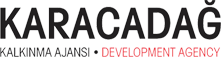 KARACADAĞ
KALKINMA AJANSI • DEVELOPMENT AGENCY